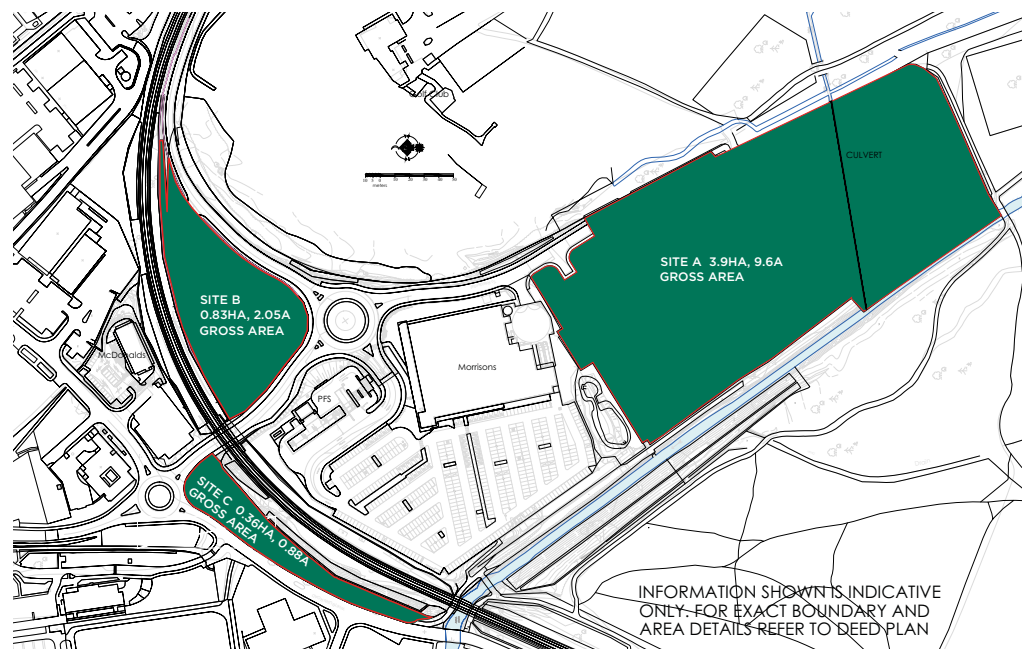 Golf Club
metres
CULVERT
SITE A 3.9HA, 9.6A
GROSS AREA
SITE B
0.83HA, 2.05A
GROSS AREA
McDonalds
Morrisons
PFS
SITE C 0.36HA, 0.88A
GROSS AREA
INFORMATION SHOWN IS INDICATIVE
ONLY. FOR EXACT BOUNDARY AND
AREA DETAILS REFER TO DEED PLAN